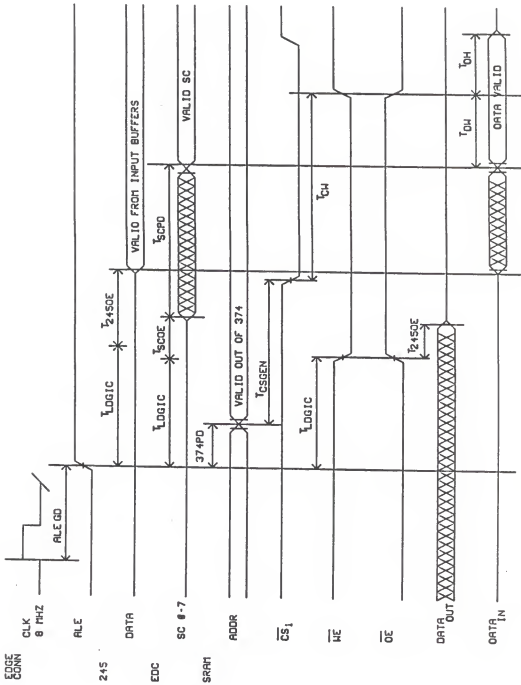 EDGE
CONN
CLK
8 MHZ
ALE
ALE GD
245
DATA
TLOGIC
T245OE
VALID FROM INPUT BUFFERS
EDC
SC 0-7
TLOGIC
TSCOE
TSCPD
VALID SC
SRAM
ADDR
374PD
VALID OUT OF 374
CS1
TCSGEN
TCW
WE
TLOGIC
OE
DATA OUT
T245OE
DATA IN
TDW
TDH
DATA VALID